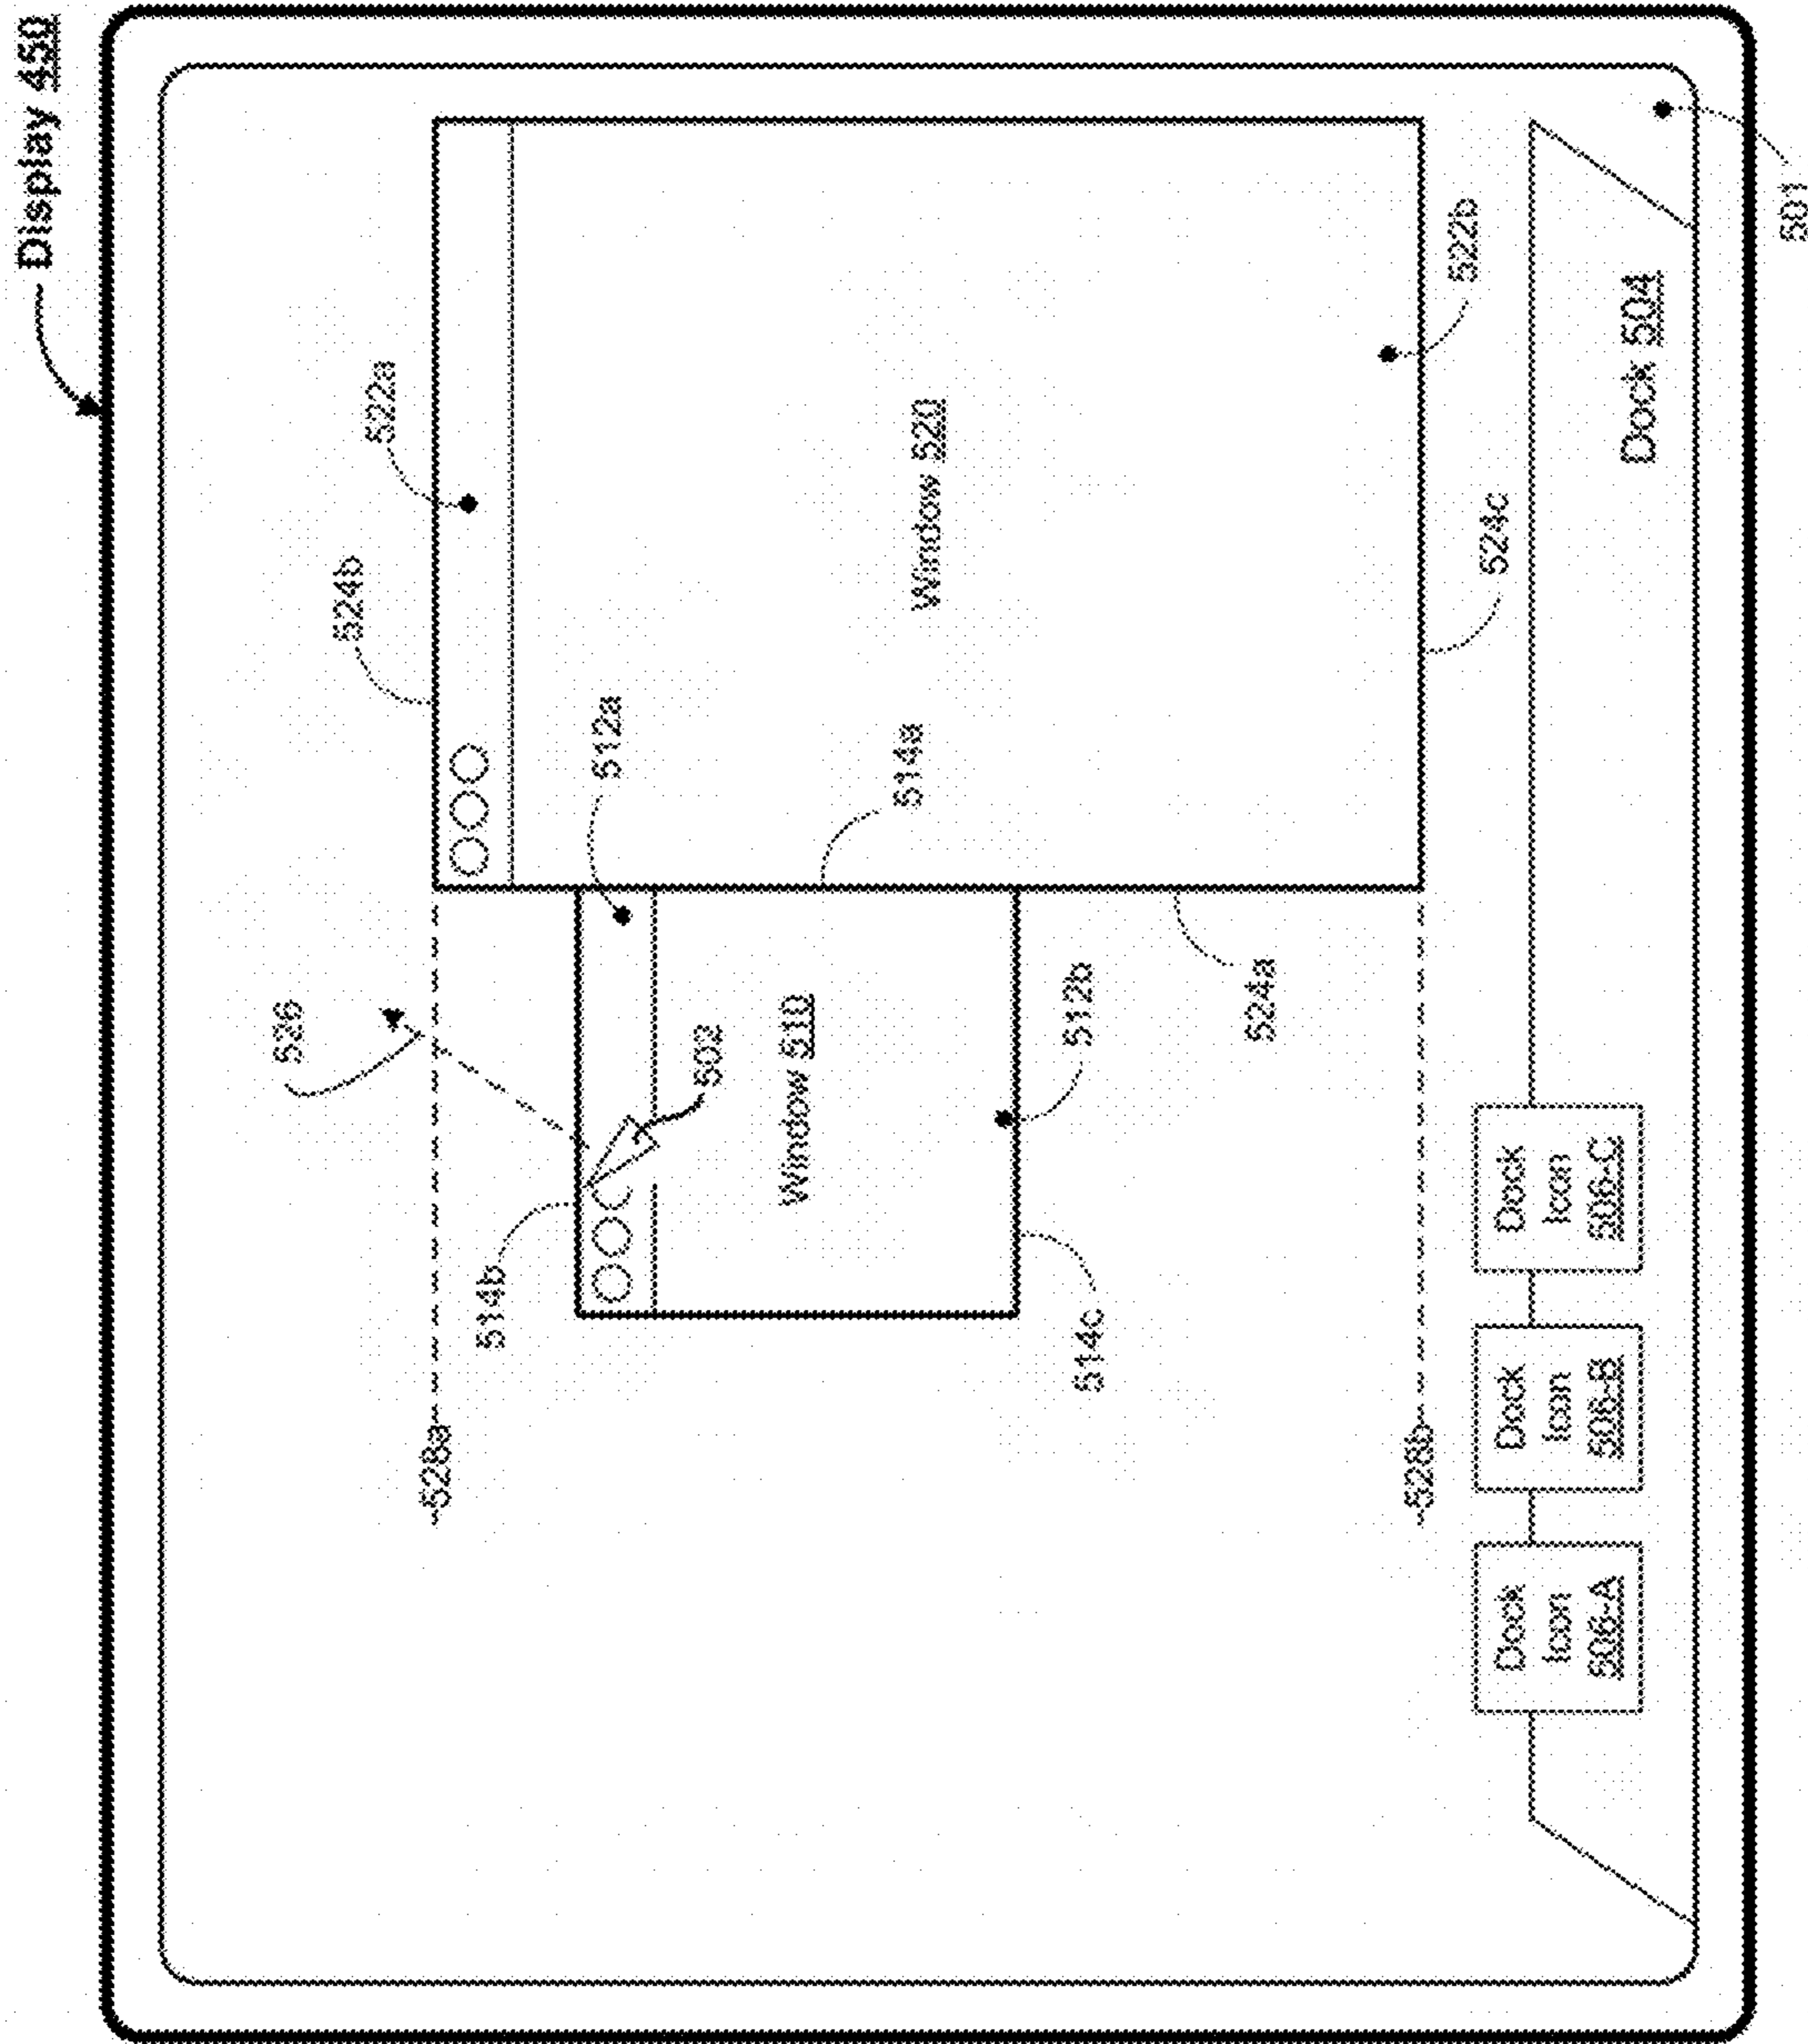 Display 450
522a
524b
526
512a
514b
502
Window 510
Window 520
514a
512b
514c
524a
522b
524c
528a
528b
Dock
Icon
506-A
Dock
Icon
506-B
Dock
Icon
506-C
Dock 504
501